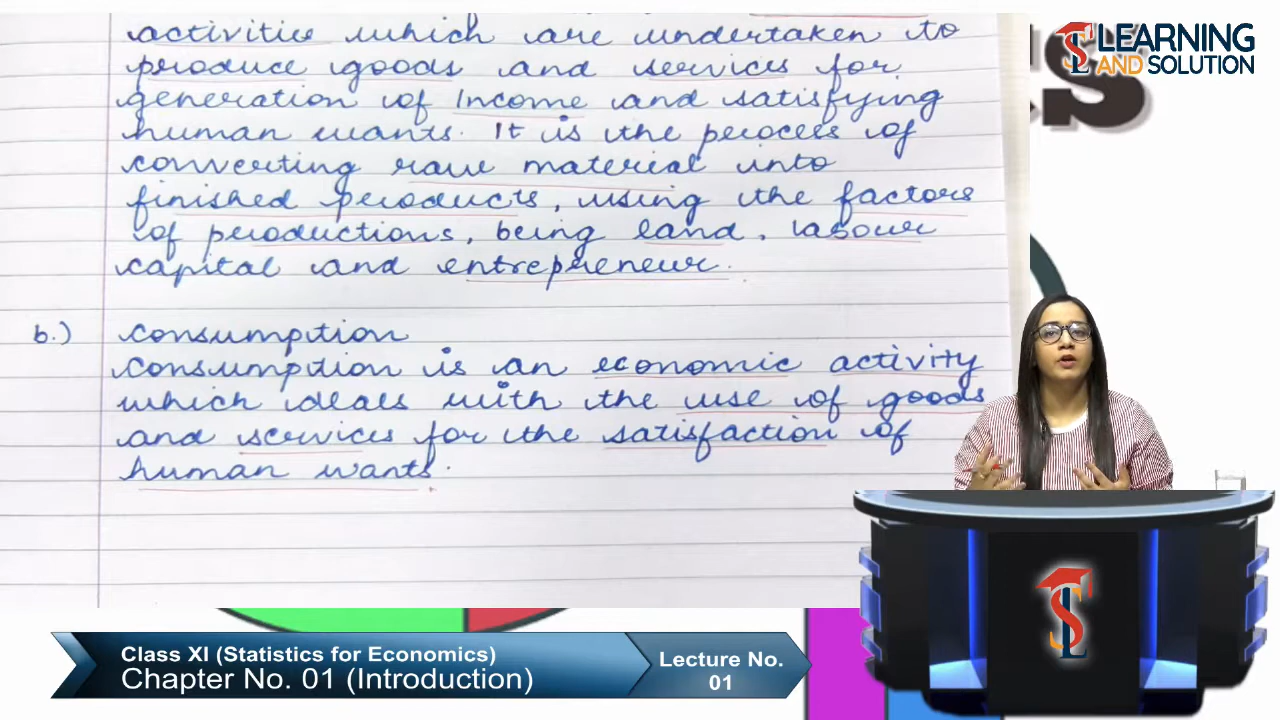 activities which are undertaken to
produce goods and services for
generation of Income and satisfying
human wants. It is the process of
converting raw material into
finished products, using the factors
of productions, being land, labour
capital and entrepreneur.
b.) consumption
consumption is an economic activity
which deals with the use of goods
and services for the satisfaction of
human wants.
LEARNING
AND SOLUTION
Class XI (Statistics for Economics)
Chapter No. 01 (Introduction)
Lecture No.
01